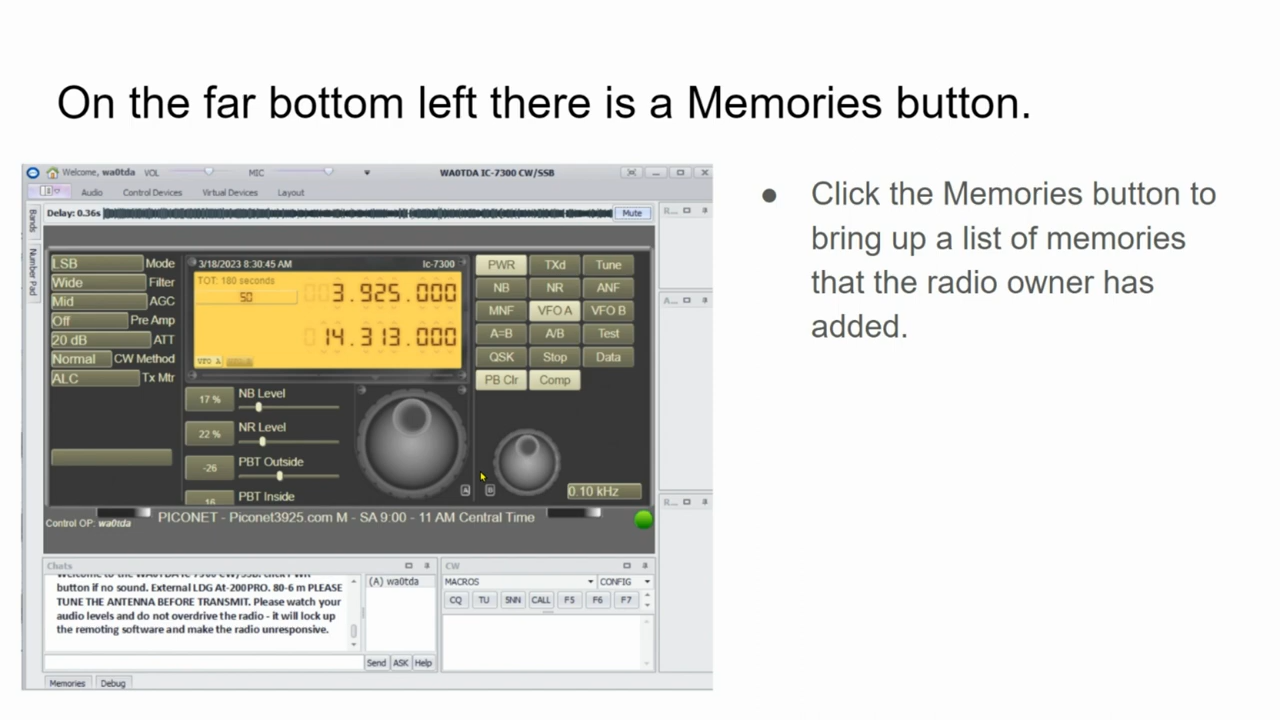 On the far bottom left there is a Memories button.
Welcome, wa0tda VOL MIC WA0TDA IC-7300 CW/SSB
Audio Control Devices Virtual Devices Layout
Bands
Number Pad
Delay: 0.36s Mute
R...
LSB Mode
Wide Filter
Mid AGC
Off Pre Amp
20 dB ATT
Normal CW Method
ALC Tx Mtr
3/18/2023 8:30:45 AM Ic-7300
TOT: 180 seconds
50
3.925.000
14.313.000
VFO A
PWR TXd Tune
NB NR ANF
MNF VFO A VFO B
A=B A/B Test
QSK Stop Data
PB Clr Comp
A...
17 % NB Level
22 % NR Level
-26 PBT Outside
16 PBT Inside
A B
0.10 kHz
R...
Control OP: wa0tda PICONET - Piconet3925.com M - SA 9:00 - 11 AM Central Time
Chats
button if no sound. External LDG At-200PRO. 80-6 m PLEASE
TUNE THE ANTENNA BEFORE TRANSMIT. Please watch your
audio levels and do not overdrive the radio - it will lock up
the remoting software and make the radio unresponsive.
(A) wa0tda
Send ASK Help
CW
MACROS CONFIG
CQ TU 5NN CALL F5 F6 F7
Memories Debug
● Click the Memories button to
bring up a list of memories
that the radio owner has
added.